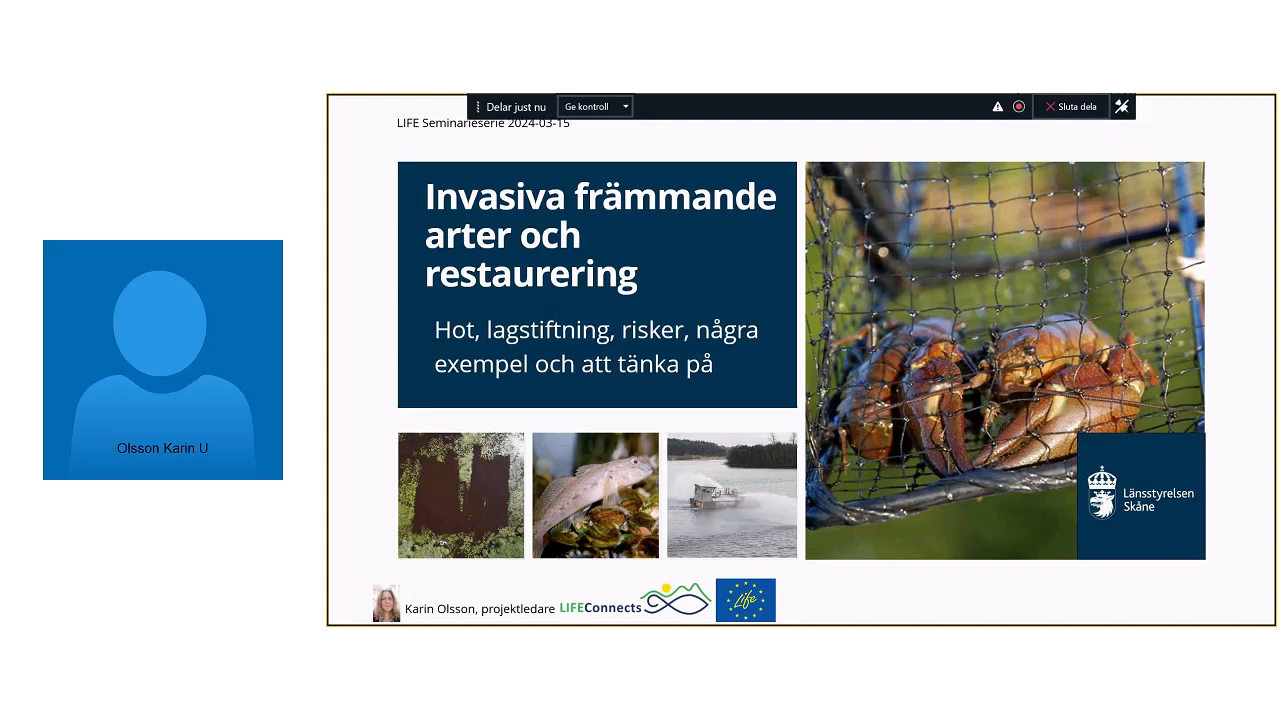 Delar just nu
Ge kontroll
Sluta dela
LIFE Seminarieserie 2024-03-15
Invasiva främmande
arter och
restaurering
Hot, lagstiftning, risker, några
exempel och att tänka på
Olsson Karin U
Länsstyrelsen
Skåne
Karin Olsson, projektledare
LIFEConnects
Life